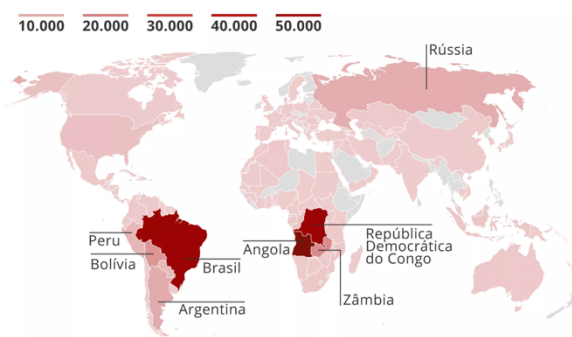 10.000 20.000 30.000 40.000 50.000
Rússia
Peru
Bolívia
Brasil
Argentina
Angola
República
Democrática
do Congo
Zâmbia